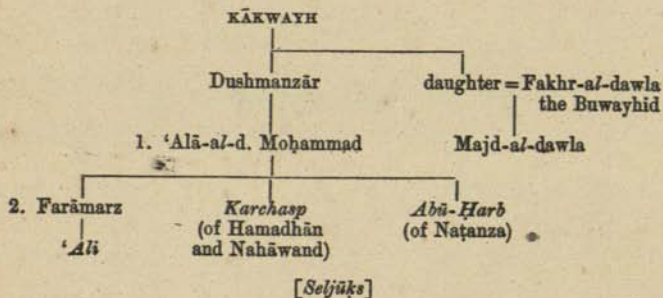 KĀKWAYH
Dushmanzār daughter = Fakhr-al-dawla
the Buwayhid
1. ‘Alā-al-d. Moḥammad Majd-al-dawla
2. Farāmarz Karchasp Abū-Ḥarb
(of Hamadhān (of Naṭanza)
‘Ali and Nahāwand)
[Seljūḳs]